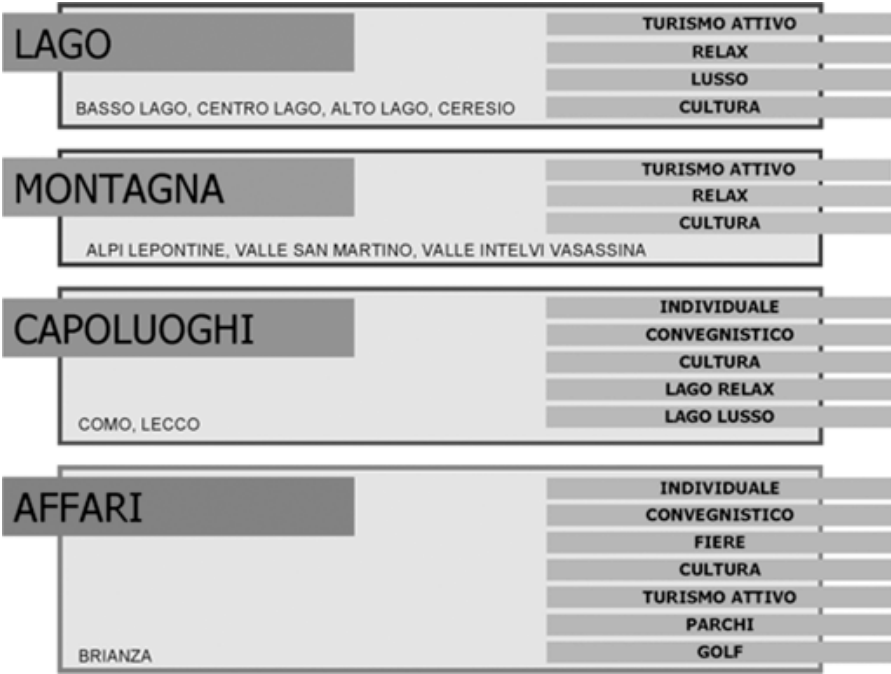 LAGO
TURISMO ATTIVO
RELAX
LUSSO
CULTURA
BASSO LAGO, CENTRO LAGO, ALTO LAGO, CERESIO
MONTAGNA
TURISMO ATTIVO
RELAX
CULTURA
ALPI LEPONTINE, VALLE SAN MARTINO, VALLE INTELVI VASASSINA
CAPOLUOGHI
INDIVIDUALE
CONVEGNISTICO
CULTURA
LAGO RELAX
LAGO LUSSO
COMO, LECCO
AFFARI
INDIVIDUALE
CONVEGNISTICO
FIERE
CULTURA
TURISMO ATTIVO
PARCHI
GOLF
BRIANZA